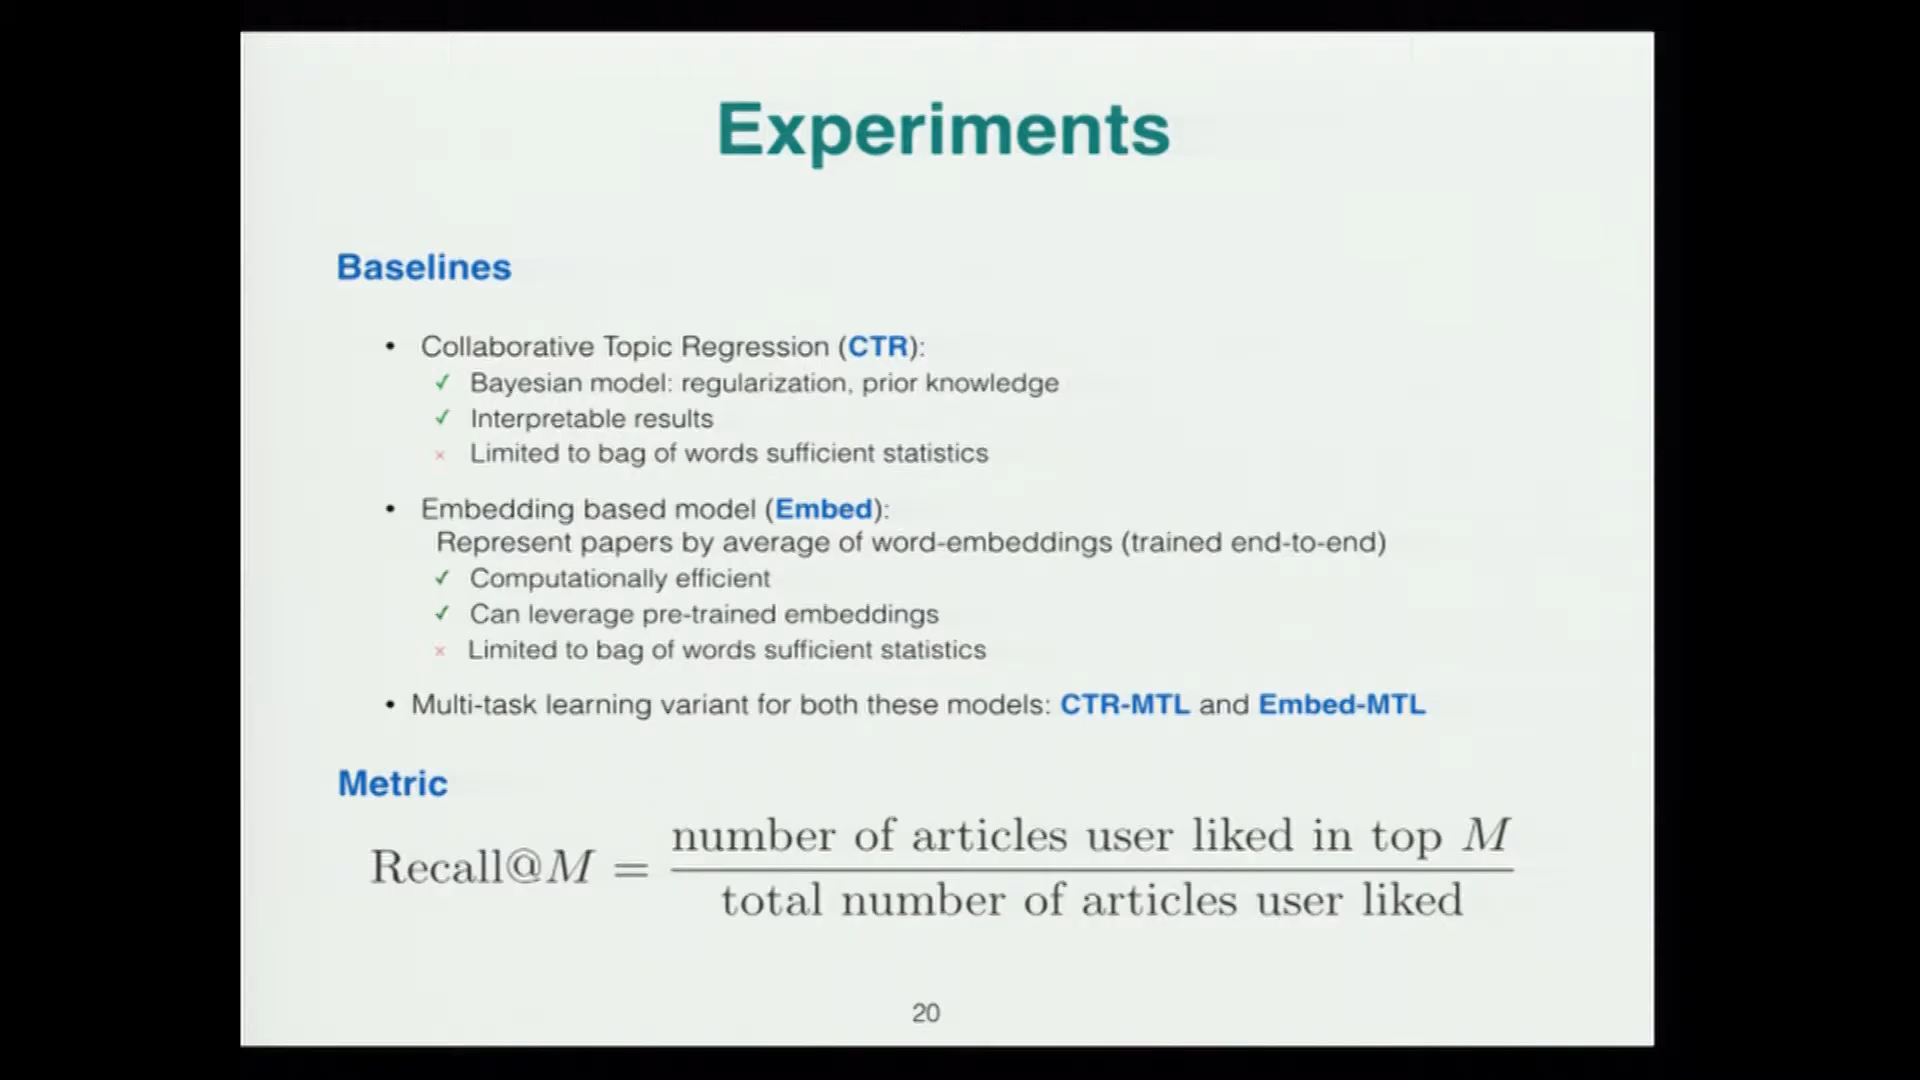 Experiments
Baselines
• Collaborative Topic Regression (CTR):
✓ Bayesian model: regularization, prior knowledge
✓ Interpretable results
× Limited to bag of words sufficient statistics
• Embedding based model (Embed):
Represent papers by average of word-embeddings (trained end-to-end)
✓ Computationally efficient
✓ Can leverage pre-trained embeddings
× Limited to bag of words sufficient statistics
• Multi-task learning variant for both these models: CTR-MTL and Embed-MTL
Metric
number of articles user liked in top M
Recall@M =
total number of articles user liked
20